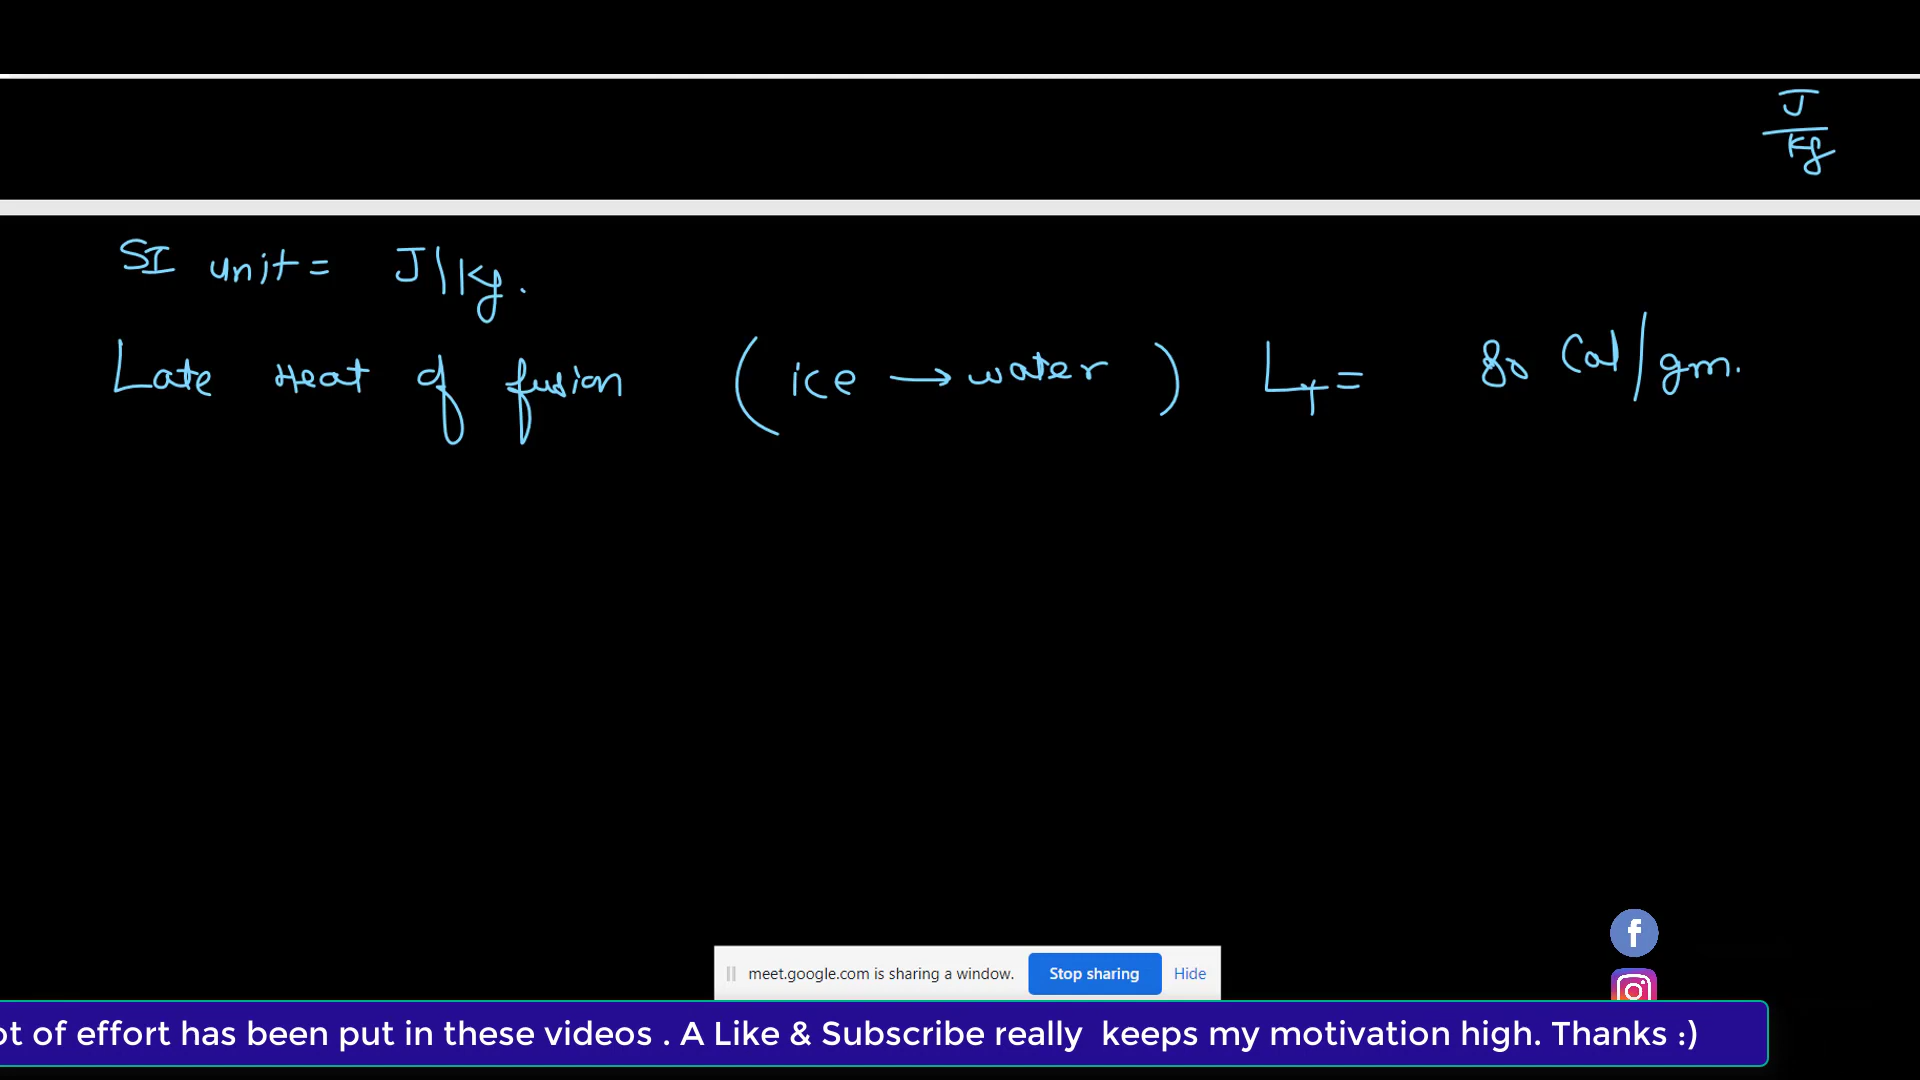 J
kg
SI unit = J\kg.
Late Heat of fusion (ice → water) Lf = 80 Cal/gm.
meet.google.com is sharing a window. Stop sharing Hide
ot of effort has been put in these videos . A Like & Subscribe really keeps my motivation high. Thanks :)